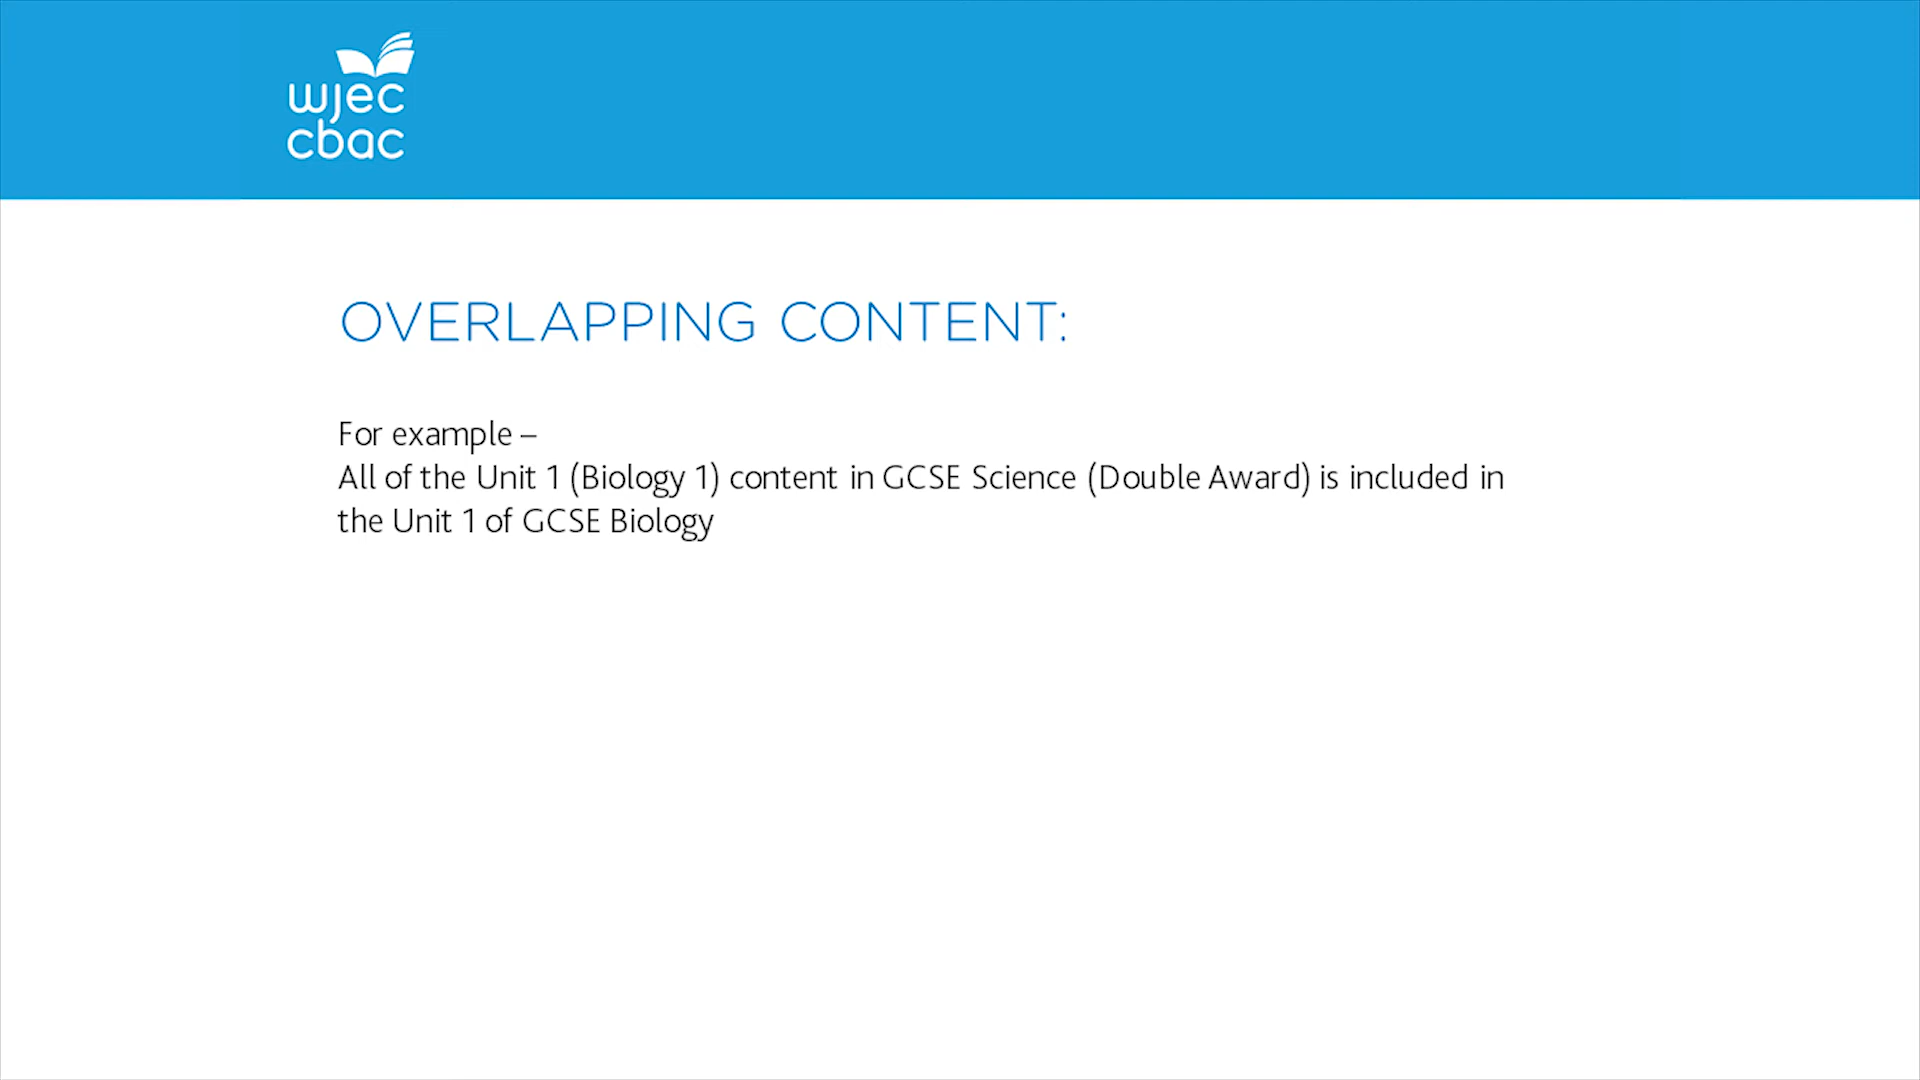 wjec
cbac
OVERLAPPING CONTENT:
For example –
All of the Unit 1 (Biology 1) content in GCSE Science (Double Award) is included in
the Unit 1 of GCSE Biology